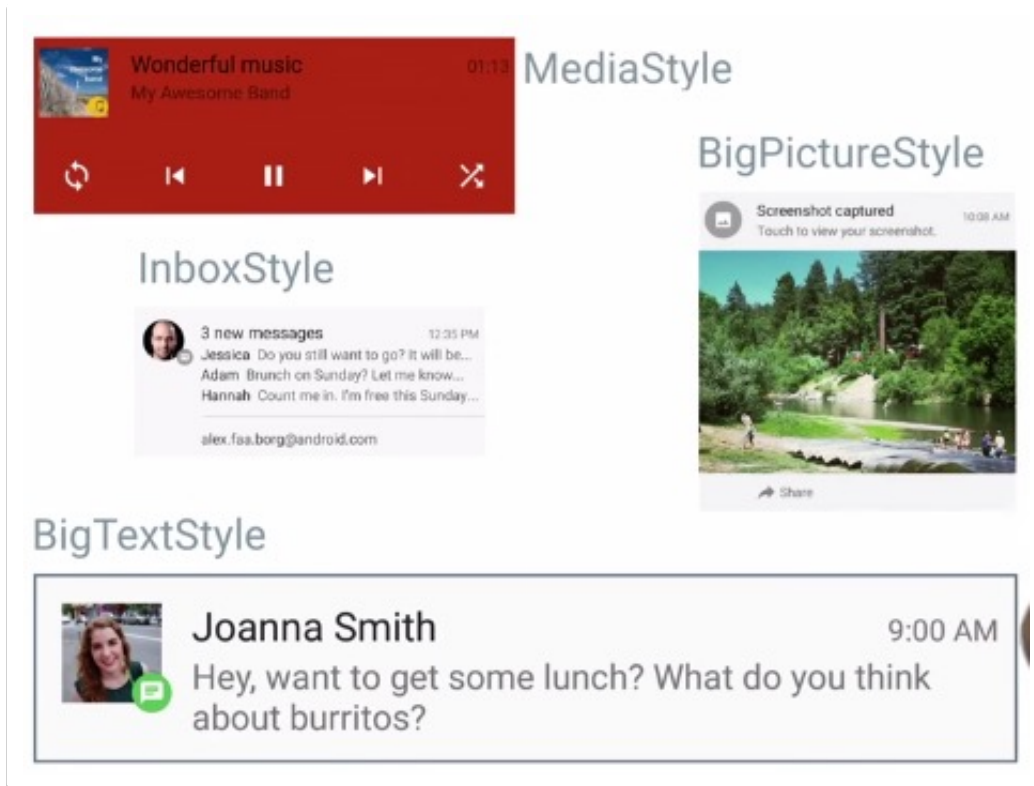 My
Awesome
Band
Wonderful music
01:13
My Awesome Band
MediaStyle
BigPictureStyle
Screenshot captured
10:08 AM
Touch to view your screenshot.
Share
InboxStyle
3 new messages
12:35 PM
Jessica Do you still want to go? It will be...
Adam Brunch on Sunday? Let me know...
Hannah Count me in. I'm free this Sunday...
alex.faa.borg@android.com
BigTextStyle
Joanna Smith
9:00 AM
Hey, want to get some lunch? What do you think
about burritos?